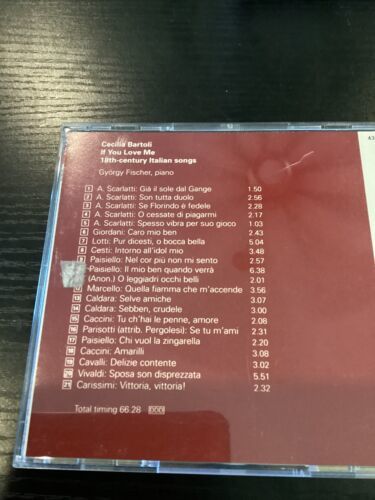 43
Cecilia Bartoli
If You Love Me
18th-century Italian songs
György Fischer, piano
1 A. Scarlatti: Già il sole dal Gange 1.50
2 A. Scarlatti: Son tutta duolo 2.56
3 A. Scarlatti: Se Florindo è fedele 2.28
4 A. Scarlatti: O cessate di piagarmi 2.17
5 A. Scarlatti: Spesso vibra per suo gioco 1.03
6 Giordani: Caro mio ben 2.43
7 Lotti: Pur dicesti, o bocca bella 5.04
8 Cesti: Intorno all'idol mio 3.48
9 Paisiello: Nel cor più non mi sento 2.57
Paisiello: Il mio ben quando verrà 6.38
(Anon.) O leggiadri occhi belli 2.01
12 Marcello: Quella fiamma che m'accende 3.56
13 Caldara: Selve amiche 3.07
14 Caldara: Sebben, crudele 3.00
15 Caccini: Tu ch'hai le penne, amore 2.08
16 Parisotti (attrib. Pergolesi): Se tu m'ami 2.31
17 Paisiello: Chi vuol la zingarella 2.20
18 Caccini: Amarilli 3.08
19 Cavalli: Delizie contente 3.02
20 Vivaldi: Sposa son disprezzata 5.51
21 Carissimi: Vittoria, vittoria! 2.32
Total timing 66.28 DDD